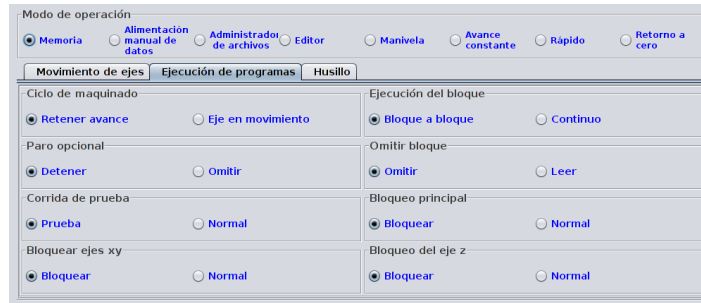 Modo de operación
Memoria
Alimentación
manual de
datos
Administrador
de archivos
Editor
Manivela
Avance
constante
Rápido
Retorno a
cero
Movimiento de ejes Ejecución de programas Husillo
Ciclo de maquinado Ejecución del bloque
Retener avance Eje en movimiento Bloque a bloque Continuo
Paro opcional Omitir bloque
Detener Omitir Omitir Leer
Corrida de prueba Bloqueo principal
Prueba Normal Bloquear Normal
Bloquear ejes xy Bloqueo del eje z
Bloquear Normal Bloquear Normal